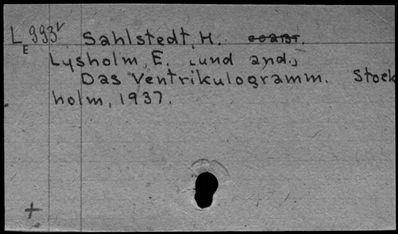 L E 993v Sahlstedt, H.
Lysholm, E. [und and.]
Das Ventrikulogramm. Stock
holm, 1937.
+